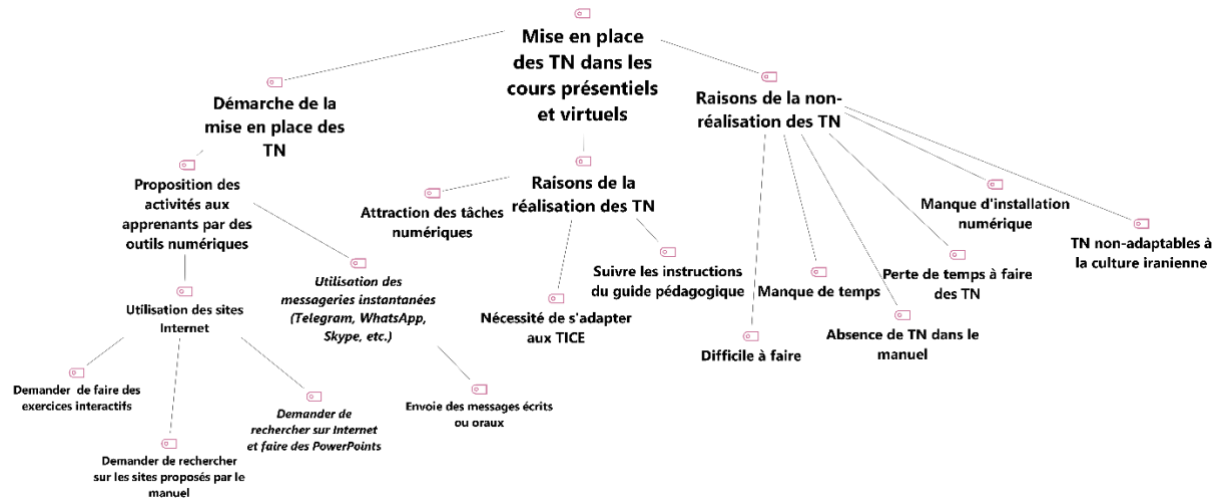 Mise en place
des TN dans les
cours présentiels
et virtuels
Démarche de la
mise en place des
TN
Raisons de la non-
réalisation des TN
Proposition des
activités aux
apprenants par des
outils numériques
Attraction des tâches
numériques
Raisons de la
réalisation des TN
Manque d'installation
numérique
TN non-adaptables à
la culture iranienne
Utilisation des sites
Internet
Utilisation des
messageries instantanées
(Telegram, WhatsApp,
Skype, etc.)
Nécessité de s'adapter
aux TICE
Suivre les instructions
du guide pédagogique
Manque de temps
Perte de temps à faire
des TN
Difficile à faire
Absence de TN dans le
manuel
Demander de faire des
exercices interactifs
Demander de rechercher
sur les sites proposés par le
manuel
Demander de
rechercher sur Internet
et faire des PowerPoints
Envoie des messages écrits
ou oraux